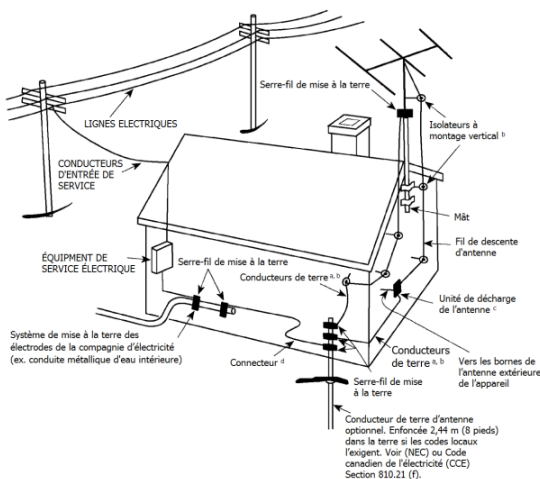 Serre-fil de mise à la terre
LIGNES ELECTRIQUES
Isolateurs à
montage vertical b
CONDUCTEURS
D'ENTRÉE DE
SERVICE
Mât
Fil de descente
d'antenne
ÉQUIPMENT DE
SERVICE ÉLECTRIQUE
Serre-fil de mise à la terre
Conducteurs de terre a, b
Unité de décharge
de l'antenne c
Système de mise à la terre des
électrodes de la compagnie d'électricité
(ex. conduite métallique d'eau intérieure)
Connecteur d
Conducteurs
de terre a, b
Vers les bornes de
l'antenne extérieure
de l'appareil
Serre-fil de mise
à la terre
Conducteur de terre d'antenne
optionnel. Enfoncée 2,44 m (8 pieds)
dans la terre si les codes locaux
l'exigent. Voir (NEC) ou Code
canadien de l'électricité (CCE)
Section 810.21 (f).